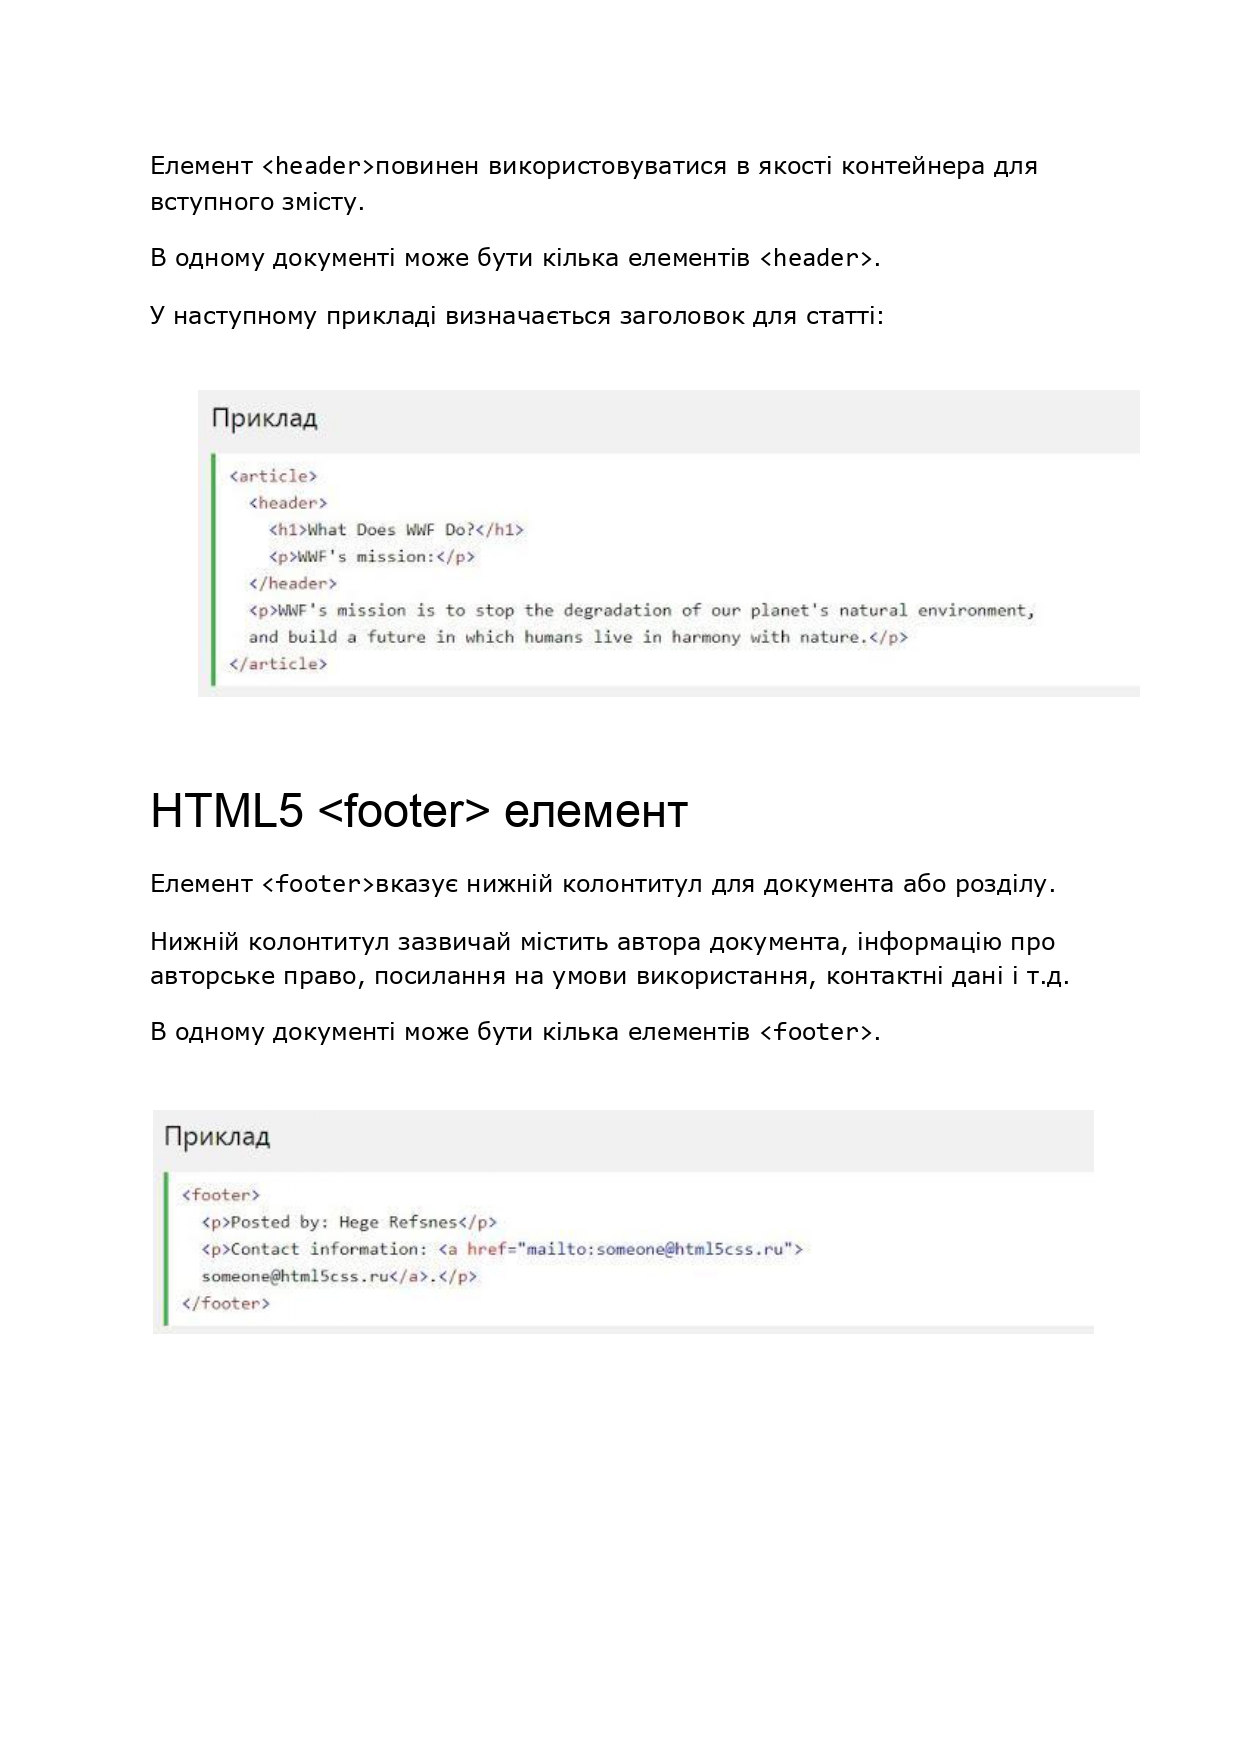 Елемент <header>повинен використовуватися в якості контейнера для
вступного змісту.
В одному документі може бути кілька елементів <header>.
У наступному прикладі визначається заголовок для статті:
Приклад
<article>
<header>
<h1>What Does WWF Do?</h1>
<p>WWF's mission:</p>
</header>
<p>WWF's mission is to stop the degradation of our planet's natural environment,
and build a future in which humans live in harmony with nature.</p>
</article>
HTML5 <footer> елемент
Елемент <footer>вказує нижній колонтитул для документа або розділу.
Нижній колонтитул зазвичай містить автора документа, інформацію про
авторське право, посилання на умови використання, контактні дані і т.д.
В одному документі може бути кілька елементів <footer>.
Приклад
<footer>
<p>Posted by: Hege Refsnes</p>
<p>Contact information: <a href="mailto:someone@html5css.ru">
someone@html5css.ru</a>.</p>
</footer>